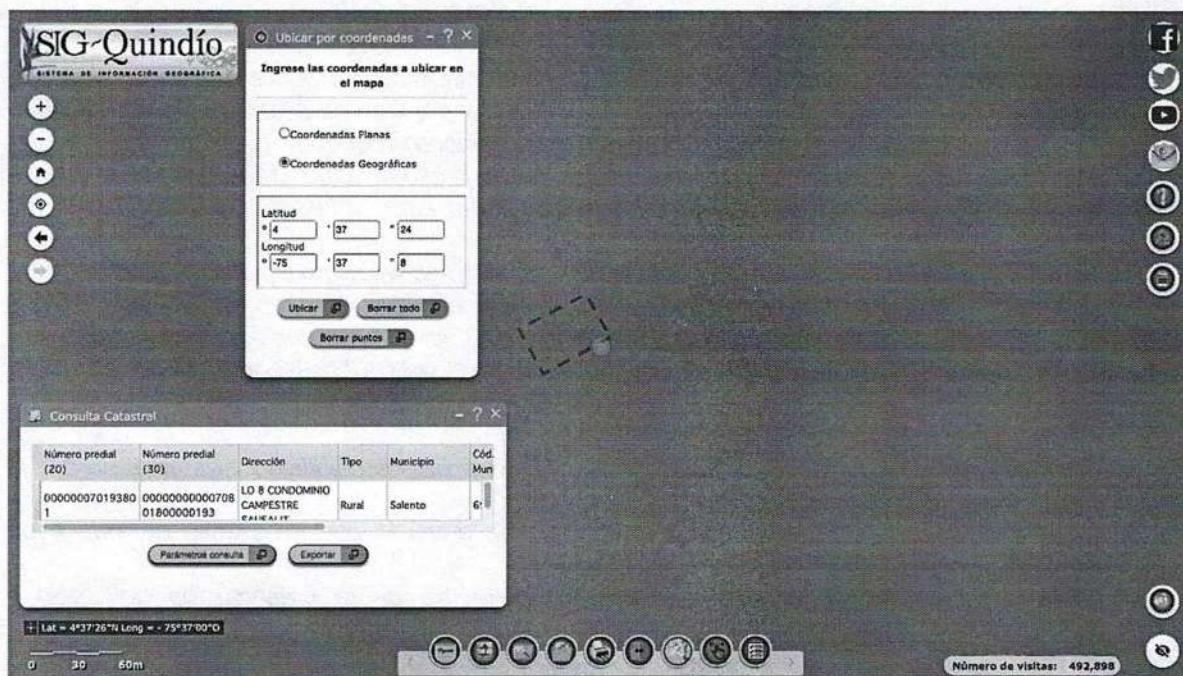 SIG-Quindío
SISTEMA DE INFORMACIÓN GEOGRÁFICA
Ubicar por coordenadas - ? ×
Ingrese las coordenadas a ubicar en
el mapa
Coordenadas Planas
Coordenadas Geográficas
Latitud
° 4 ' 37 " 24
Longitud
° -75 ' 37 " 8
Ubicar Borrar todo
Borrar puntos
Consulta Catastral - ? ×
Número predial Número predial Dirección Tipo Municipio Cód.
(20) (30) Mun
LO 8 CONDOMINIO
00000007019380 00000000000708 CAMPESTRE Rural Salento
1 01800000193
Parámetros consulta Exportar
Lat = 4°37'26"N Long = - 75°37'00"O
0 30 60m
Número de visitas: 492,898